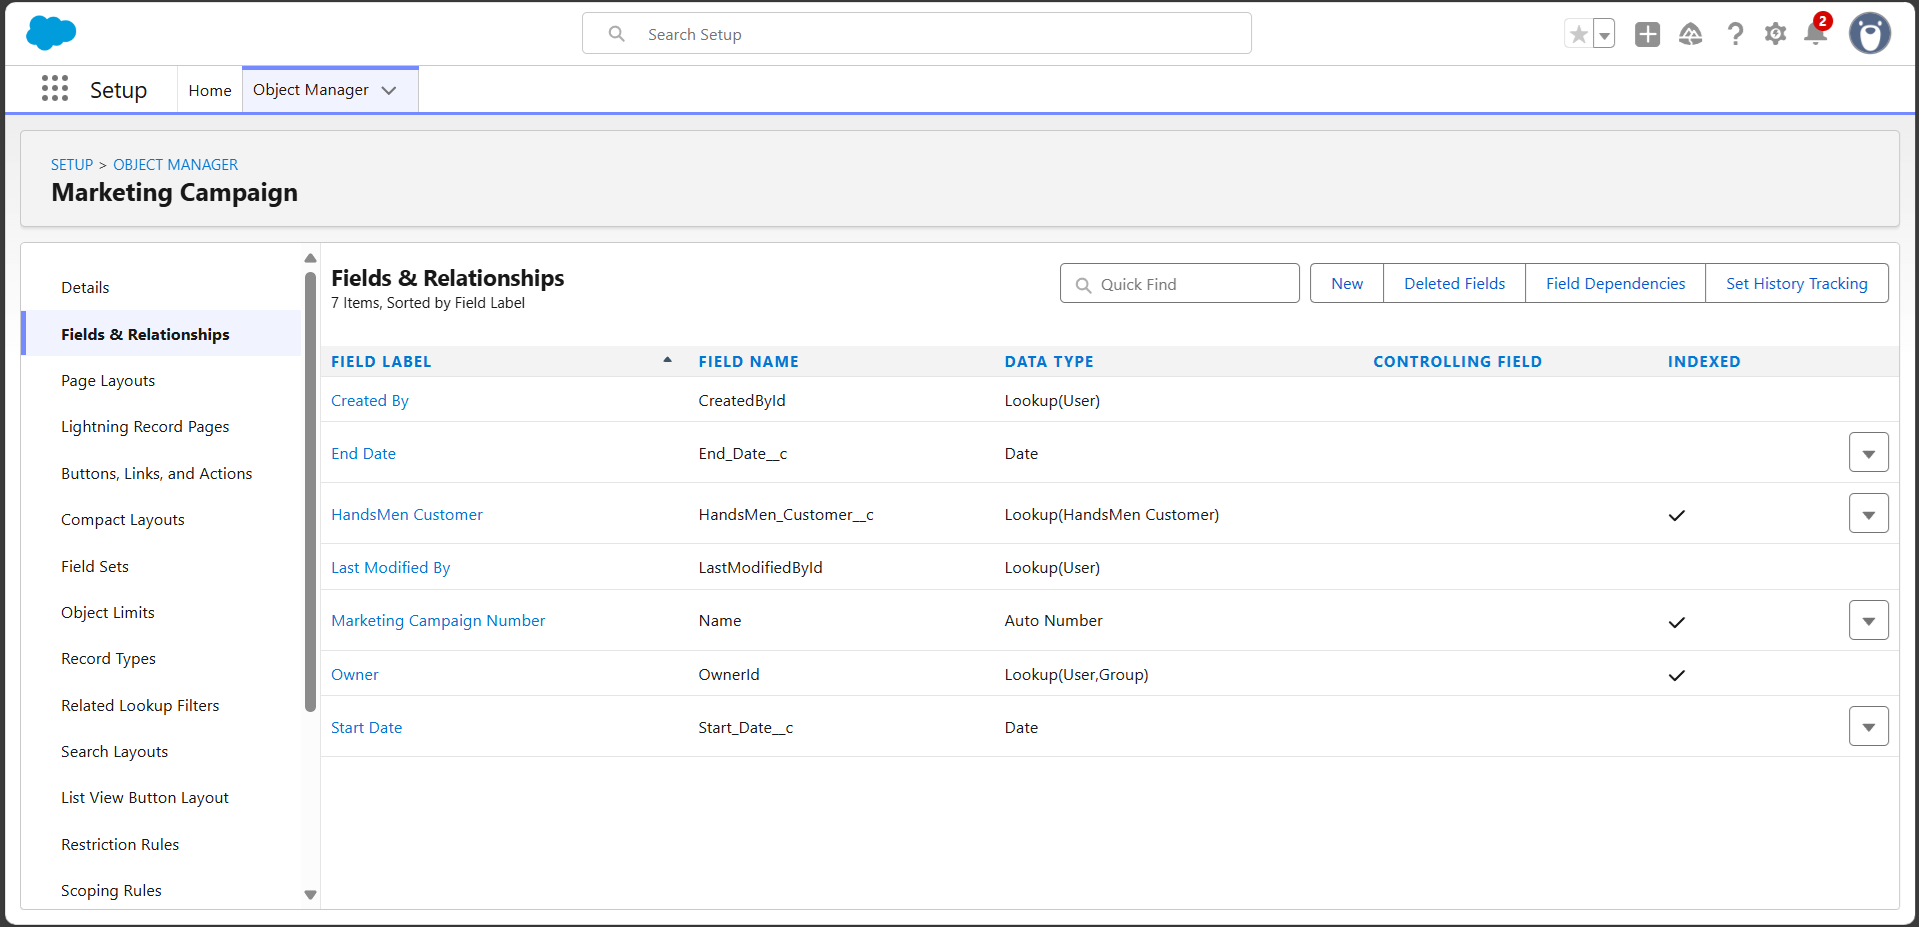 Search Setup
2
Setup
Home
Object Manager
SETUP > OBJECT MANAGER
Marketing Campaign
Details
Fields & Relationships
Page Layouts
Lightning Record Pages
Buttons, Links, and Actions
Compact Layouts
Field Sets
Object Limits
Record Types
Related Lookup Filters
Search Layouts
List View Button Layout
Restriction Rules
Scoping Rules
Fields & Relationships
7 Items, Sorted by Field Label
Quick Find
New
Deleted Fields
Field Dependencies
Set History Tracking
FIELD LABEL FIELD NAME DATA TYPE CONTROLLING FIELD INDEXED
Created By CreatedById Lookup(User)
End Date End_Date__c Date
HandsMen Customer HandsMen_Customer__c Lookup(HandsMen Customer)
Last Modified By LastModifiedById Lookup(User)
Marketing Campaign Number Name Auto Number
Owner OwnerId Lookup(User,Group)
Start Date Start_Date__c Date